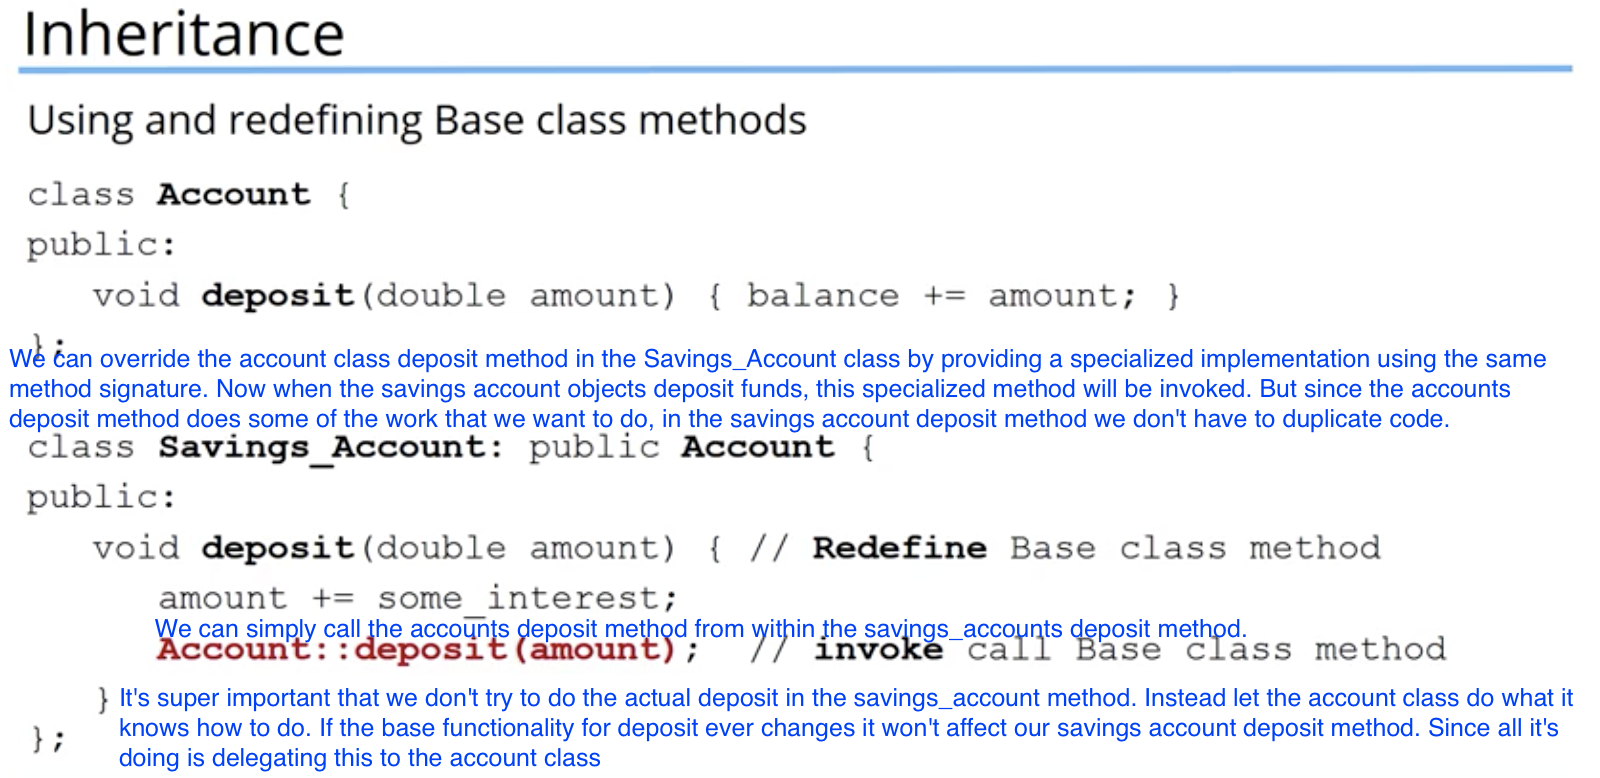 Inheritance
Using and redefining Base class methods
class Account {
public:
void deposit(double amount) { balance += amount; }
};
We can override the account class deposit method in the Savings_Account class by providing a specialized implementation using the same
method signature. Now when the savings account objects deposit funds, this specialized method will be invoked. But since the accounts
deposit method does some of the work that we want to do, in the savings account deposit method we don't have to duplicate code.
class Savings_Account: public Account {
public:
void deposit(double amount) { // Redefine Base class method
amount += some_interest;
We can simply call the accounts deposit method from within the savings_accounts deposit method.
Account::deposit(amount); // invoke call Base class method
} It's super important that we don't try to do the actual deposit in the savings_account method. Instead let the account class do what it
knows how to do. If the base functionality for deposit ever changes it won't affect our savings account deposit method. Since all it's
};
doing is delegating this to the account class